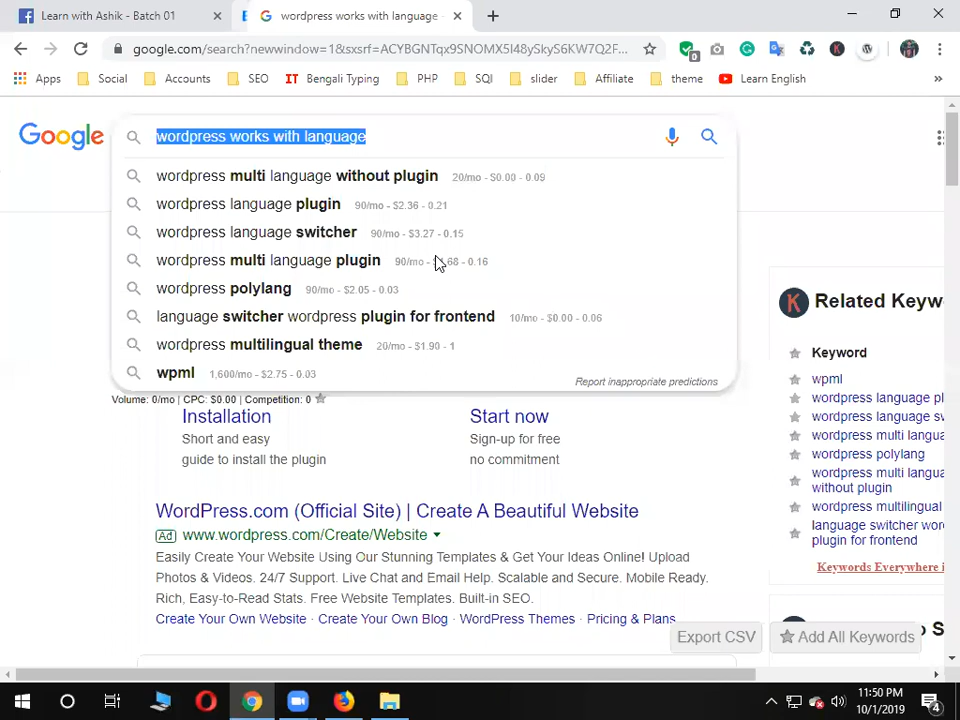 Learn with Ashik - Batch 01
wordpress works with language
google.com/search?newwindow=1&sxsrf=ACYBGNTqx9SNOMX5I48ySkyS6KW7Q2F...
Apps Social Accounts SEO IT Bengali Typing PHP SQl slider Affiliate theme Learn English »
Google
wordpress works with language
wordpress multi language without plugin 20/mo - $0.00 - 0.09
wordpress language plugin 90/mo - $2.36 - 0.21
wordpress language switcher 90/mo - $3.27 - 0.15
wordpress multi language plugin 90/mo - .68 - 0.16
wordpress polylang 90/mo - $2.05 - 0.03
language switcher wordpress plugin for frontend 10/mo - $0.00 - 0.06
wordpress multilingual theme 20/mo - $1.90 - 1
wpml 1,600/mo - $2.75 - 0.03
Report inappropriate predictions
Volume: 0/mo | CPC: $0.00 | Competition: 0
Installation
Short and easy
guide to install the plugin
Start now
Sign-up for free
no commitment
WordPress.com (Official Site) | Create A Beautiful Website
Ad www.wordpress.com/Create/Website
Easily Create Your Website Using Our Stunning Templates & Get Your Ideas Online! Upload
Photos & Videos. 24/7 Support. Live Chat and Email Help. Scalable and Secure. Mobile Ready.
Rich, Easy-to-Read Stats. Free Website Templates. Built-in SEO.
Create Your Own Website · Create Your Own Blog · WordPress Themes · Pricing & Plans
K Related Keyw
Keyword
wpml
wordpress language pl
wordpress language sw
wordpress multi langua
wordpress polylang
wordpress multi langua
without plugin
wordpress multilingual
language switcher wor
plugin for frontend
Keywords Everywhere i
Export CSV
Add All Keywords
11:50 PM
10/1/2019
4